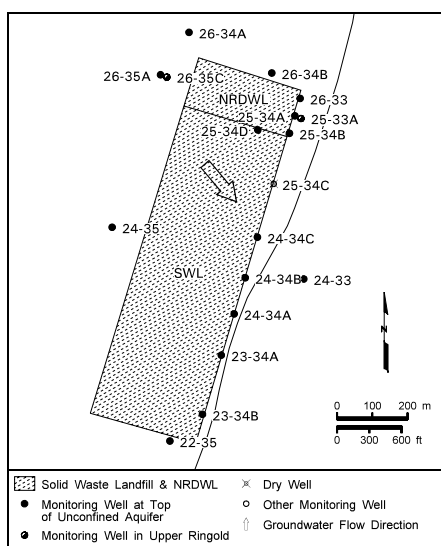 26-34A
26-35A
26-35C
26-34B
NRDWL
26-33
25-34A
25-33A
25-34D
25-34B
25-34C
24-35
24-34C
SWL
24-34B
24-33
24-34A
23-34A
23-34B
22-35
N
0 100 200 m
0 300 600 ft
Solid Waste Landfill & NRDWL
Monitoring Well at Top
of Unconfined Aquifer
Monitoring Well in Upper Ringold
Dry Well
Other Monitoring Well
Groundwater Flow Direction